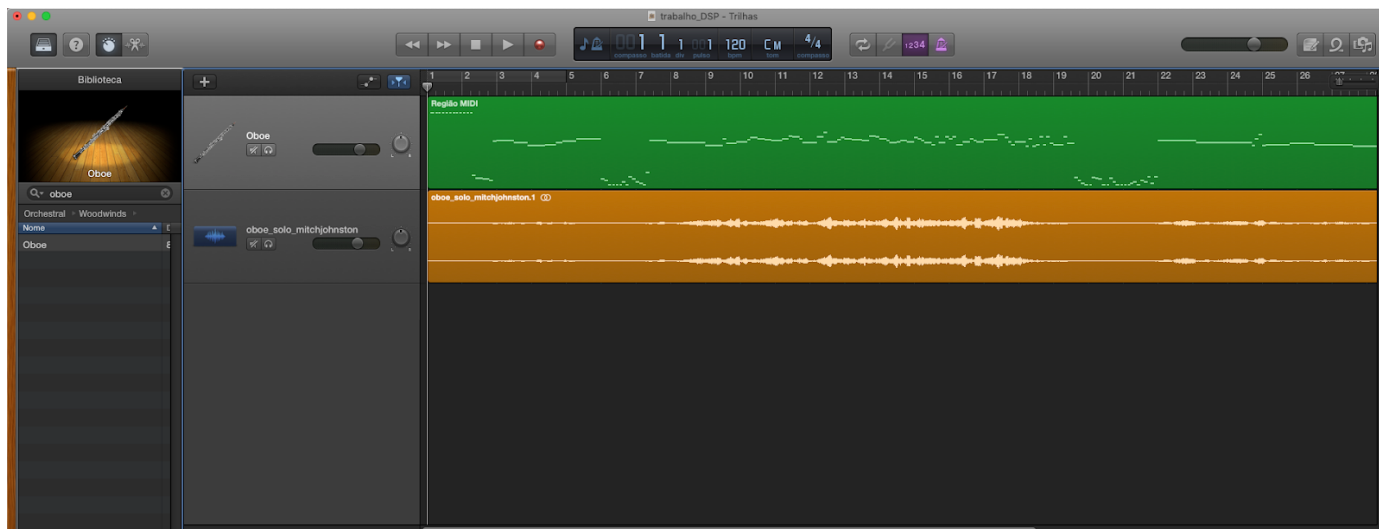 trabalho_DSP - Trilhas
001 1 1 001 120 C M 4/4
compasso batida div pulso bpm tom compasso
1234
Biblioteca
Oboe
oboe
Orchestral Woodwinds
Nome
Oboe
1 2 3 4 5 6 7 8 9 10 11 12 13 14 15 16 17 18 19 20 21 22 23 24 25 26
Oboe
oboe_solo_mitchjohnston
Região MIDI
oboe_solo_mitchjohnston.1